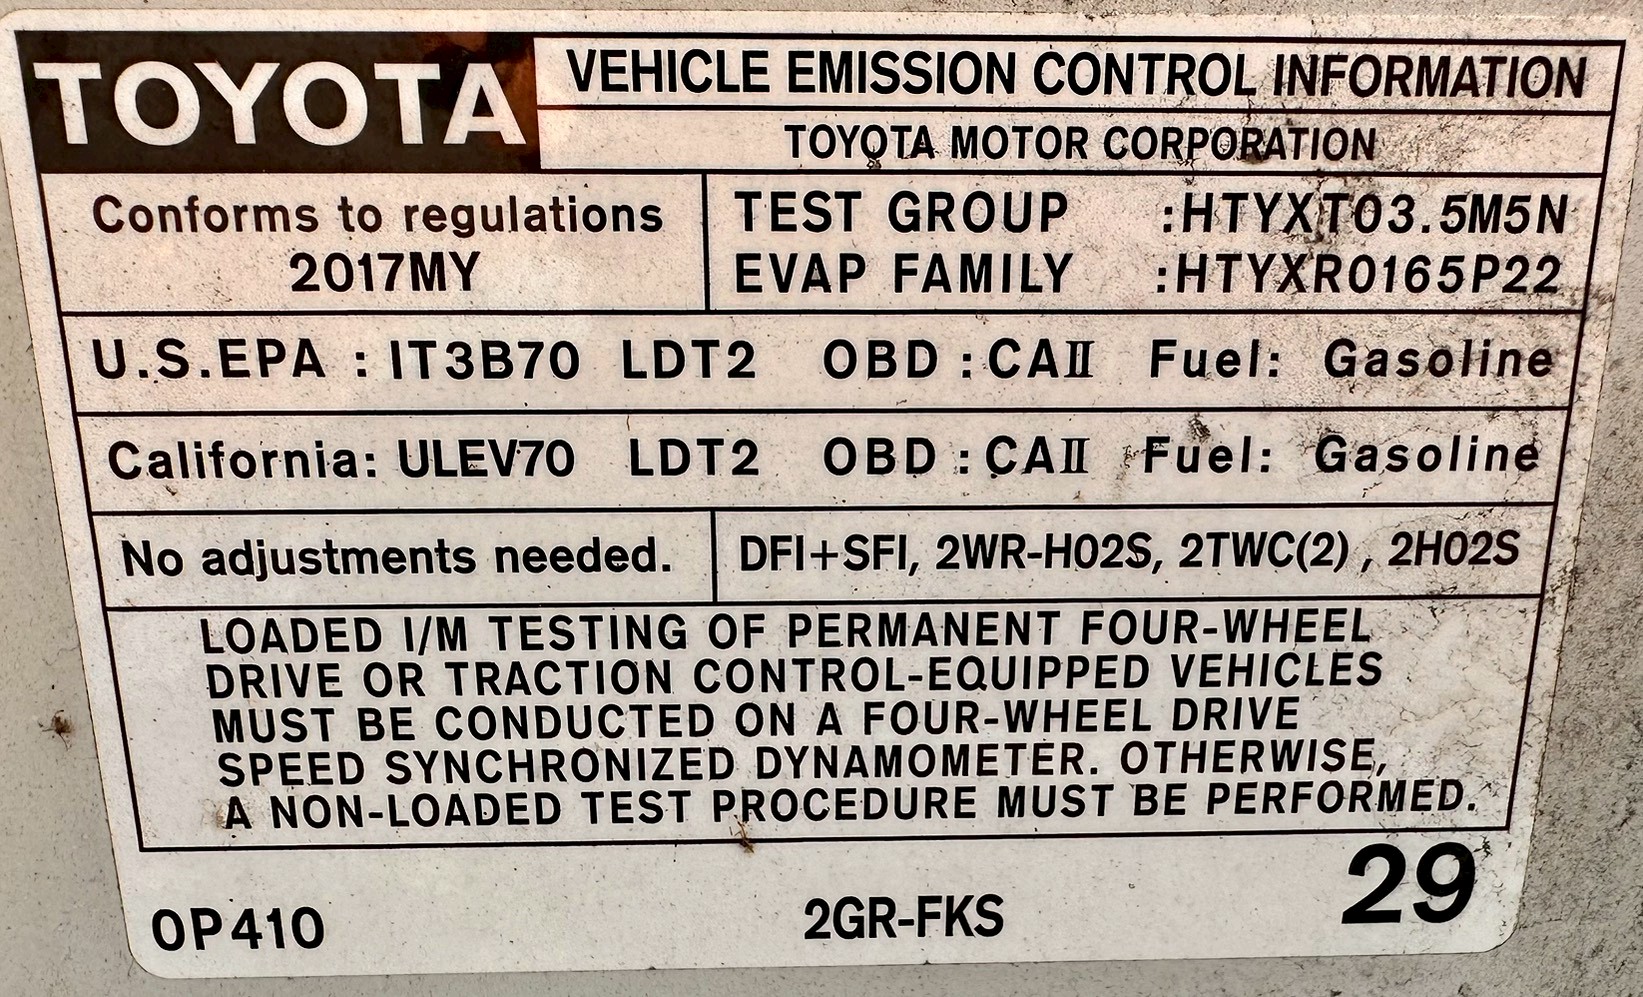 TOYOTA
VEHICLE EMISSION CONTROL INFORMATION
TOYOTA MOTOR CORPORATION
Conforms to regulations
2017MY
TEST GROUP :HTYXT03.5M5N
EVAP FAMILY :HTYXR0165P22
U.S.EPA : IT3B70 LDT2 OBD : CAⅡ Fuel: Gasoline
California: ULEV70 LDT2 OBD : CAⅡ Fuel: Gasoline
No adjustments needed.
DFI+SFI, 2WR-HO2S, 2TWC(2) , 2HO2S
LOADED I/M TESTING OF PERMANENT FOUR-WHEEL
DRIVE OR TRACTION CONTROL-EQUIPPED VEHICLES
MUST BE CONDUCTED ON A FOUR-WHEEL DRIVE
SPEED SYNCHRONIZED DYNAMOMETER. OTHERWISE,
A NON-LOADED TEST PROCEDURE MUST BE PERFORMED.
0P410
2GR-FKS
29